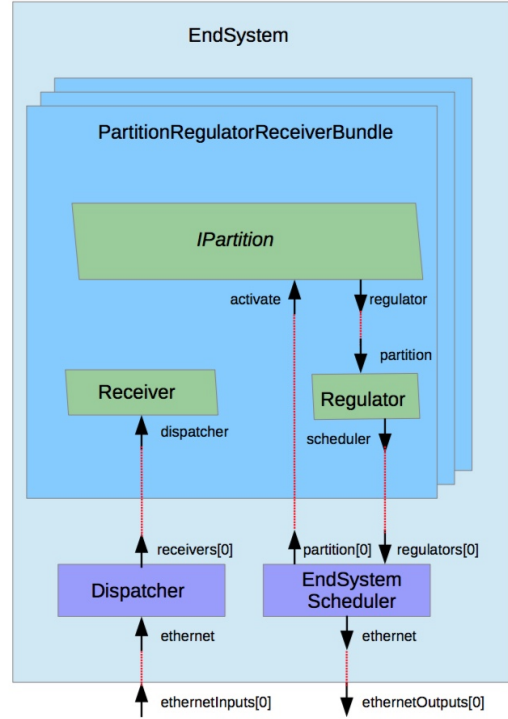 EndSystem
PartitionRegulatorReceiverBundle
IPartition
activate
regulator
partition
Receiver
Regulator
dispatcher
scheduler
receivers[0]
partition[0]
regulators[0]
Dispatcher
EndSystem
Scheduler
ethernet
ethernet
ethernetInputs[0]
ethernetOutputs[0]